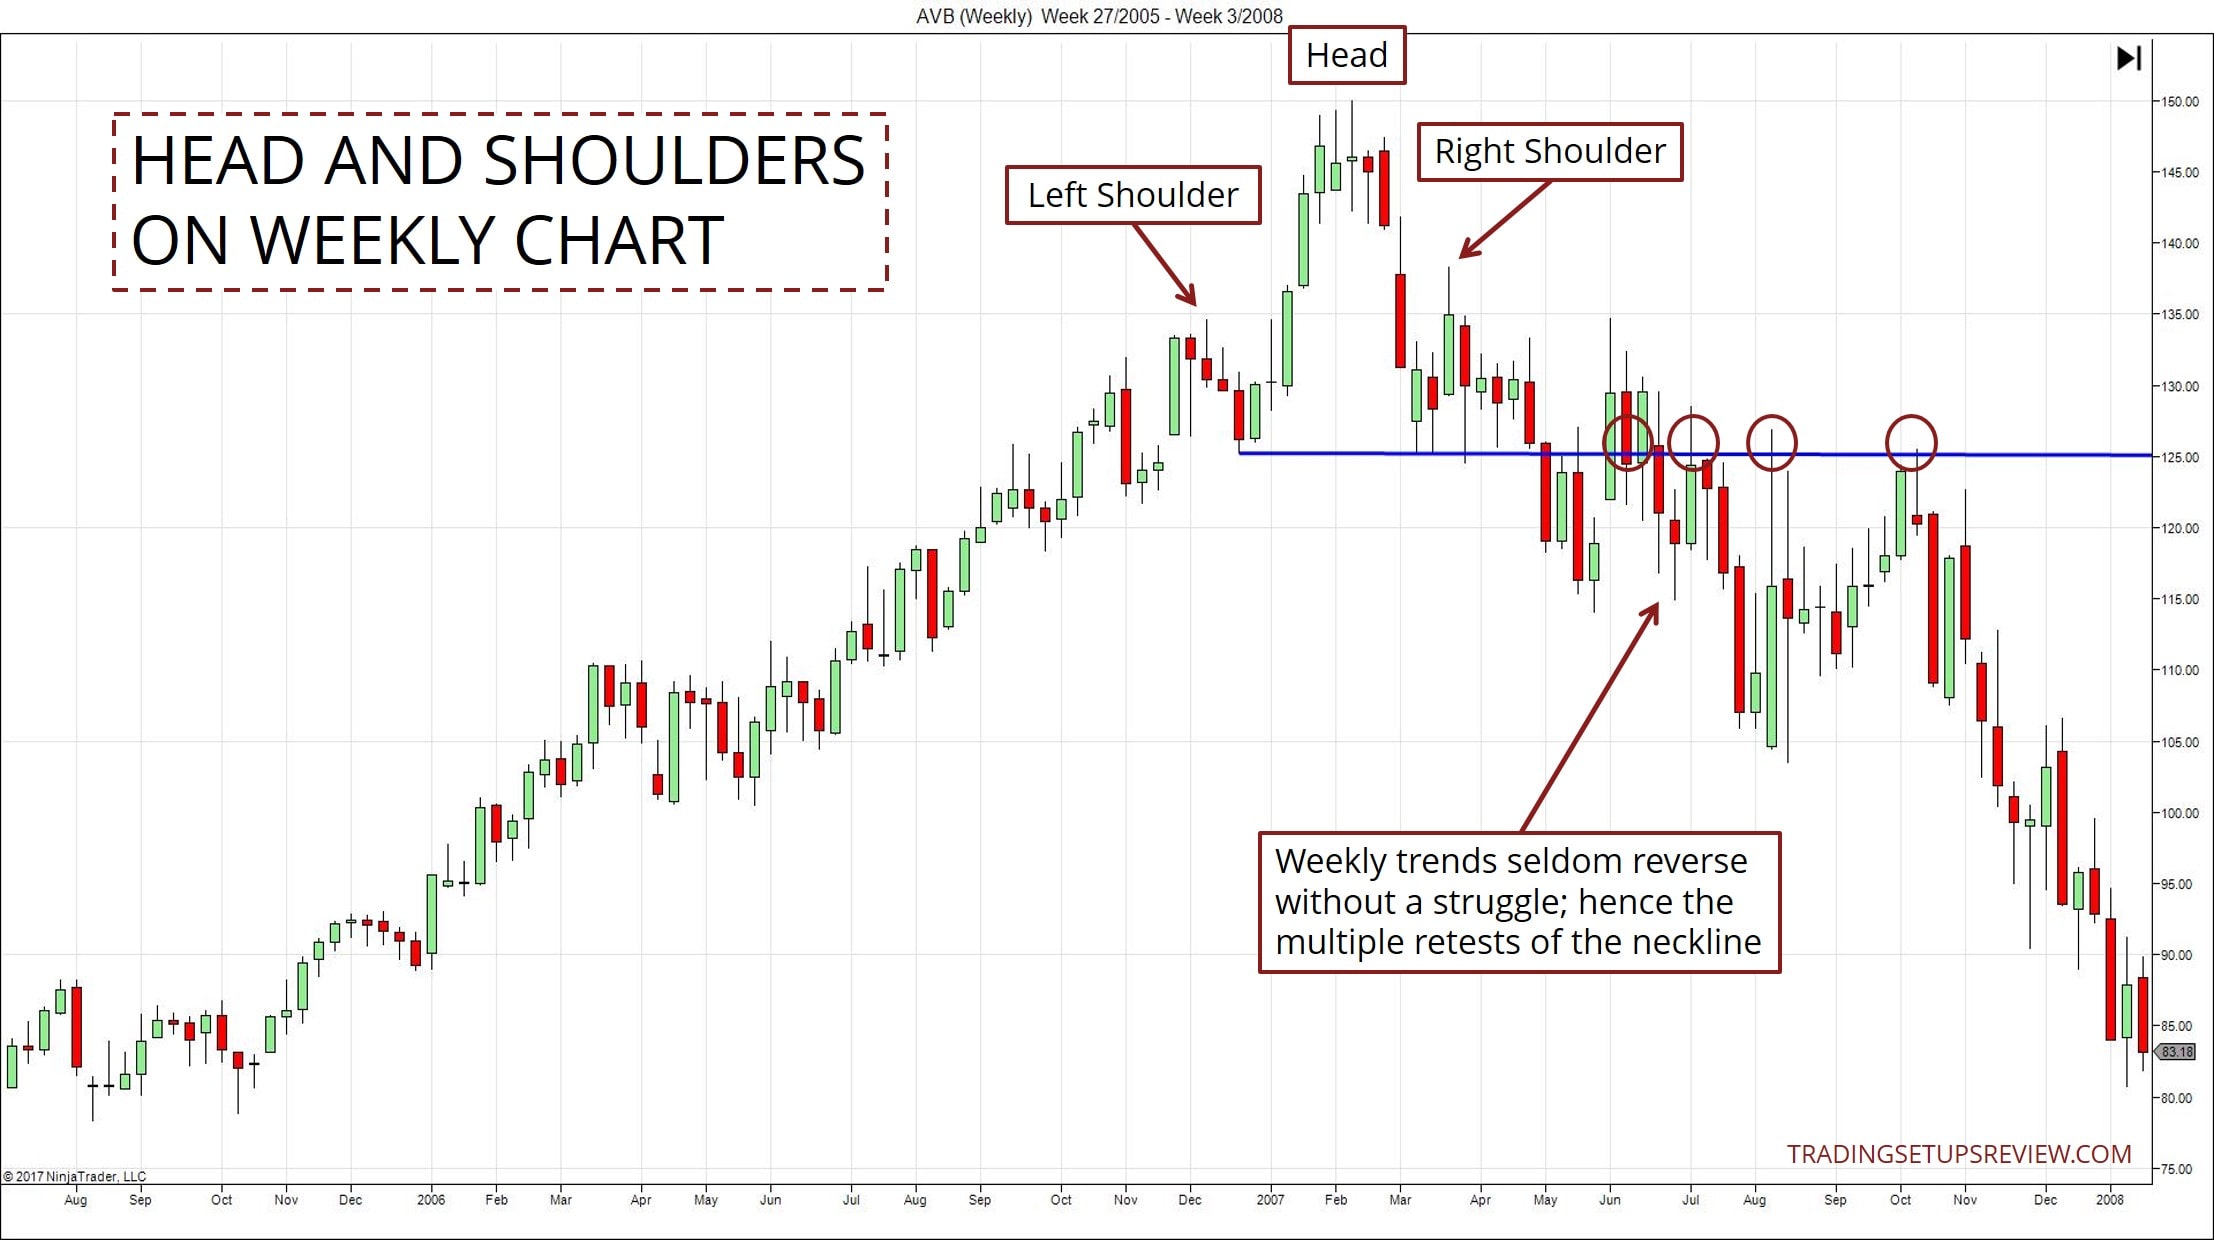 AVB (Weekly)  Week 27/2005 - Week 3/2008
Head
HEAD AND SHOULDERS
ON WEEKLY CHART
Left Shoulder
Right Shoulder
Weekly trends seldom reverse
without a struggle; hence the
multiple retests of the neckline
150.00
145.00
140.00
135.00
130.00
125.00
120.00
115.00
110.00
105.00
100.00
95.00
90.00
85.00
83.18
80.00
75.00
TRADINGSETUPSREVIEW.COM
© 2017 NinjaTrader, LLC
Aug Sep Oct Nov Dec 2006 Feb Mar Apr May Jun Jul Aug Sep Oct Nov Dec 2007 Feb Mar Apr May Jun Jul Aug Sep Oct Nov Dec 2008